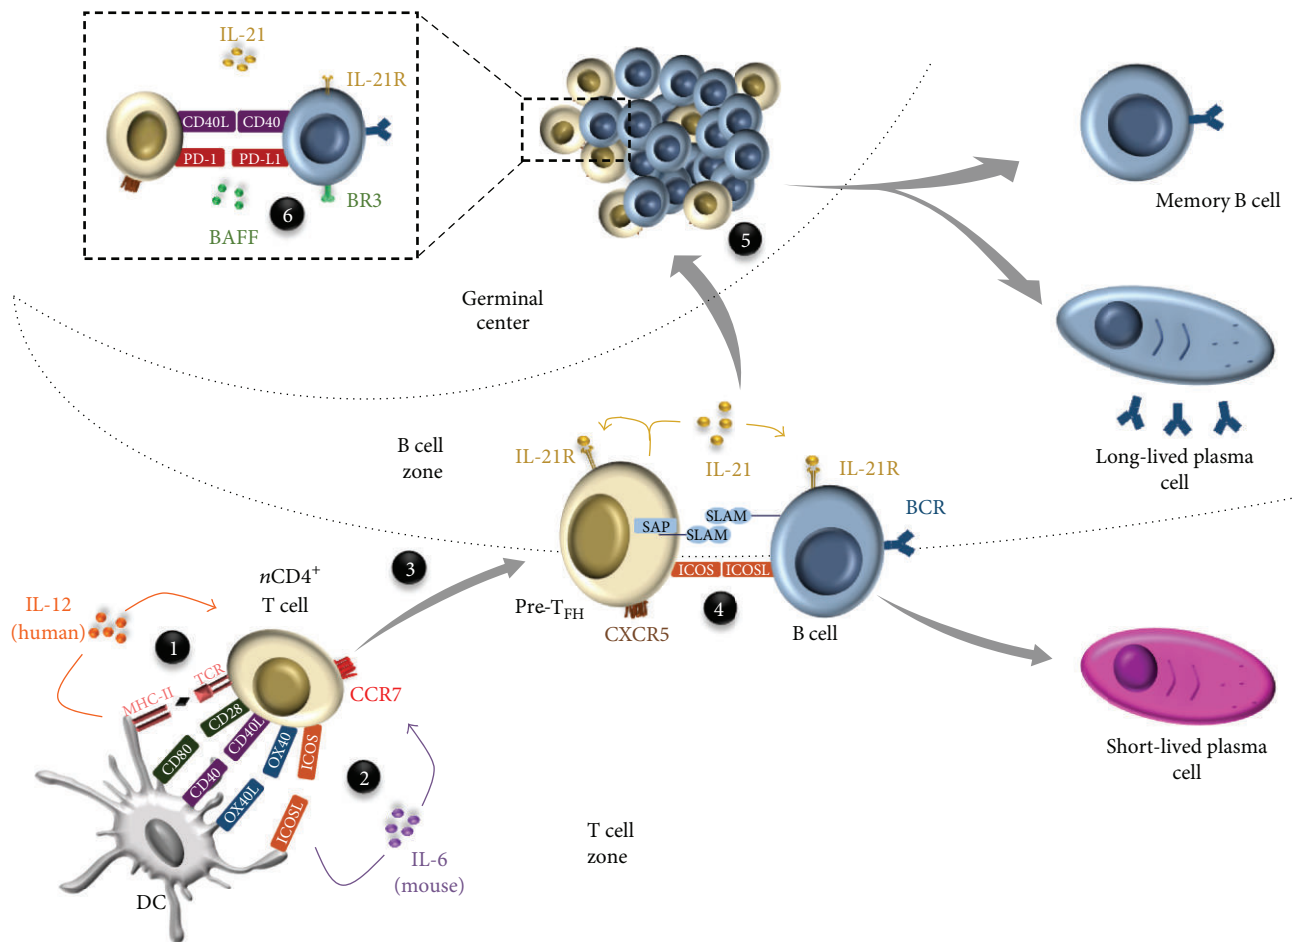 IL-21
IL-21R
CD40L
CD40
PD-1
PD-L1
BR3
BAFF
6
5
Memory B cell
Germinal
center
Long-lived plasma
cell
B cell
zone
IL-21R
IL-21
IL-21R
BCR
SAP
SLAM
SLAM
ICOS
ICOSL
3
4
Pre-TFH
CXCR5
B cell
nCD4+
T cell
IL-12
(human)
1
MHC-II
TCR
CCR7
CD80
CD28
CD40
CD40L
OX40L
OX40
ICOSL
ICOS
2
IL-6
(mouse)
DC
T cell
zone
Short-lived plasma
cell